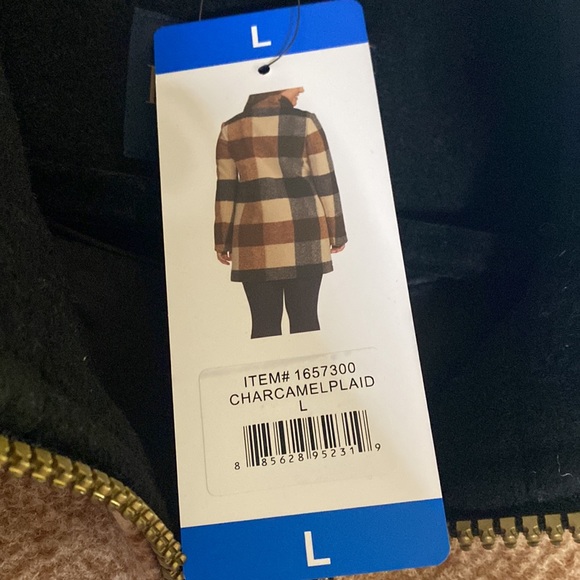 L
ITEM# 1657300
CHARCAMELPLAID
L
8 85628 95231 9
L